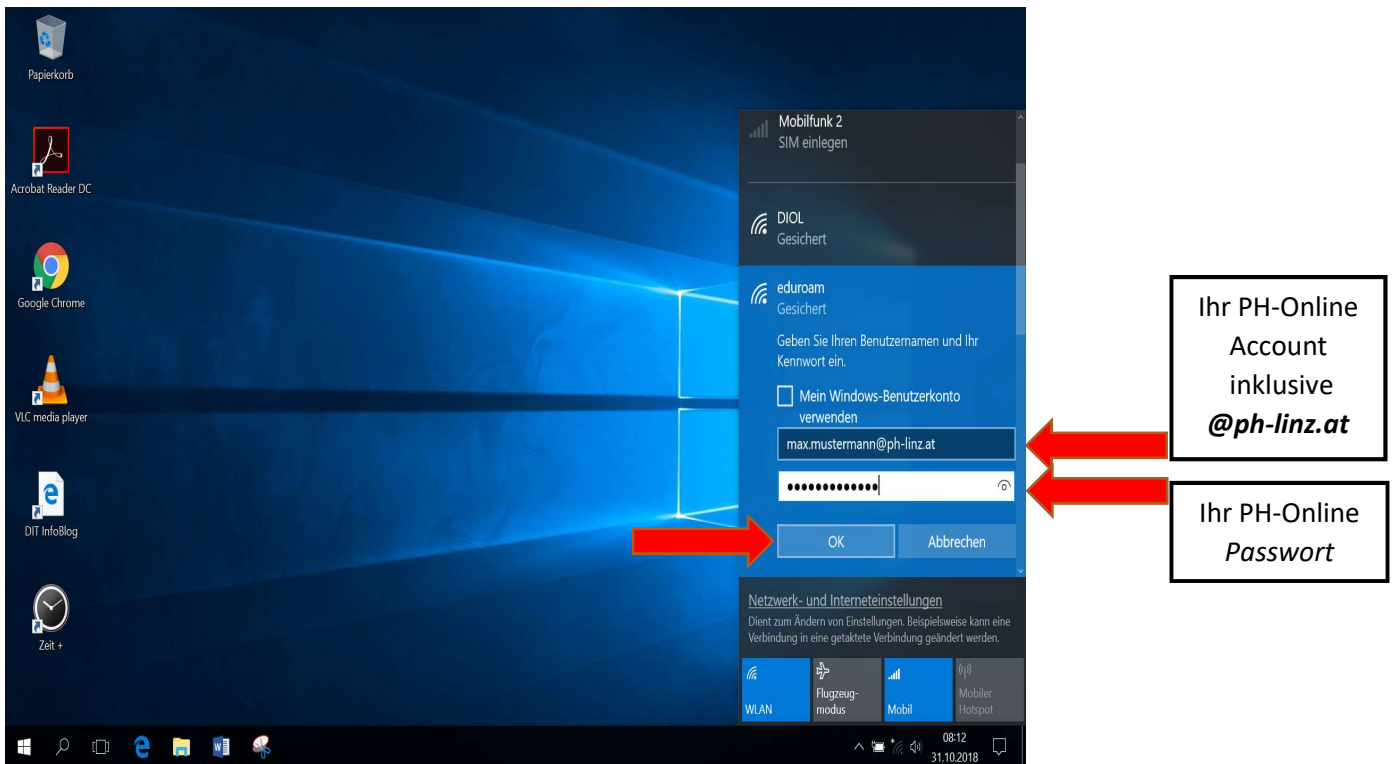 Papierkorb
Acrobat Reader DC
Google Chrome
VLC media player
DIT InfoBlog
Zeit +
Mobilfunk 2
SIM einlegen
DIOL
Gesichert
eduroam
Gesichert
Geben Sie Ihren Benutzernamen und Ihr
Kennwort ein.
Mein Windows-Benutzerkonto
verwenden
max.mustermann@ph-linz.at
OK
Abbrechen
Netzwerk- und Interneteinstellungen
Dient zum Ändern von Einstellungen. Beispielsweise kann eine
Verbindung in eine getaktete Verbindung geändert werden.
WLAN
Flugzeug-
modus
Mobil
Mobiler
Hotspot
08:12
31.10.2018
Ihr PH-Online
Account
inklusive
@ph-linz.at
Ihr PH-Online
Passwort